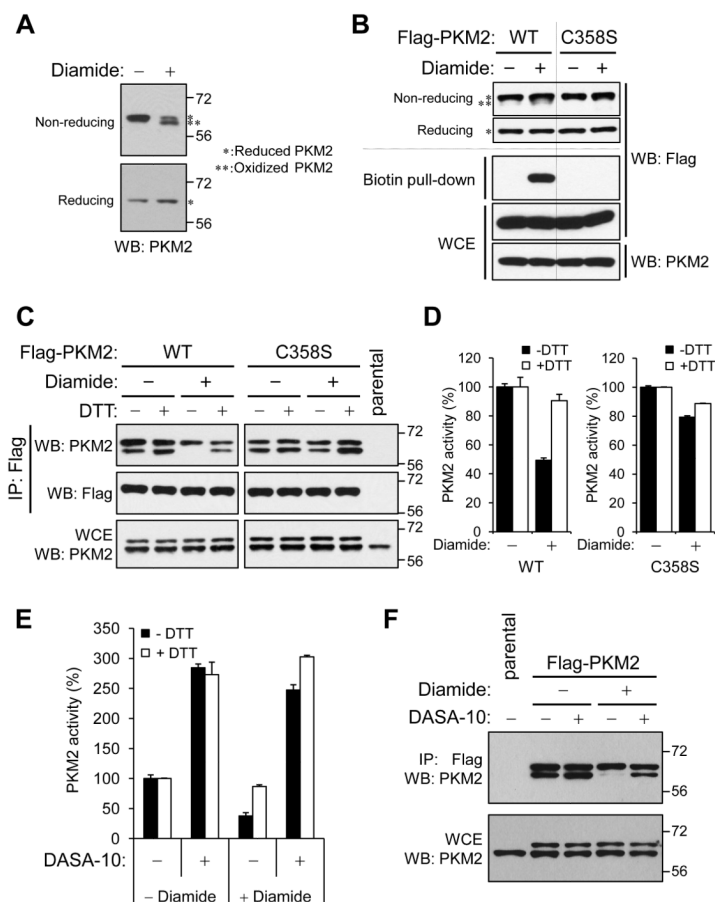 A
Diamide: − +
72
Non-reducing
*
**
56
*:Reduced PKM2
**:Oxidized PKM2
72
Reducing
*
56
WB: PKM2
B
Flag-PKM2: WT C358S
Diamide: − + − +
Non-reducing *
**
Reducing *
WB: Flag
Biotin pull-down
WCE
WB: PKM2
C
Flag-PKM2: WT C358S parental
Diamide: − + − +
DTT: − + − + − + − +
IP: Flag
WB: PKM2
72
56
WB: Flag
72
56
WCE
WB: PKM2
72
56
D
-DTT
+DTT
PKM2 activity (%)
120
100
80
60
40
20
0
Diamide: − +
WT
-DTT
+DTT
PKM2 activity (%)
120
100
80
60
40
20
0
Diamide: − +
C358S
E
- DTT
+ DTT
PKM2 activity (%)
350
300
250
200
150
100
50
0
DASA-10: − + − +
− Diamide + Diamide
F
parental
Flag-PKM2
Diamide: − +
DASA-10: − − + − +
IP: Flag
WB: PKM2
72
56
WCE
WB: PKM2
72
56